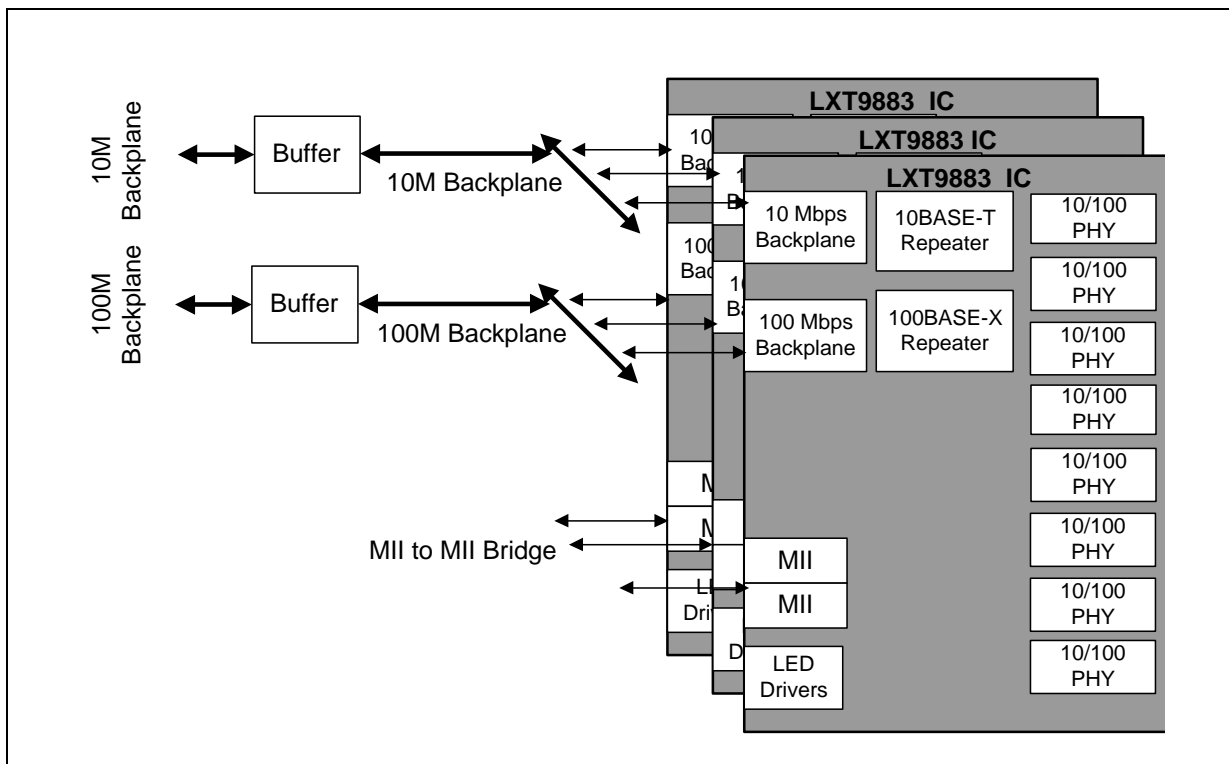 LXT9883 IC
LXT9883 IC
LXT9883 IC
10M
Backplane
Buffer
10M Backplane
100M
Backplane
Buffer
100M Backplane
10 Mbps
Backplane
10BASE-T
Repeater
100 Mbps
Backplane
100BASE-X
Repeater
MII to MII Bridge
MII
MII
LED
Drivers
10/100
PHY
10/100
PHY
10/100
PHY
10/100
PHY
10/100
PHY
10/100
PHY
10/100
PHY
10/100
PHY